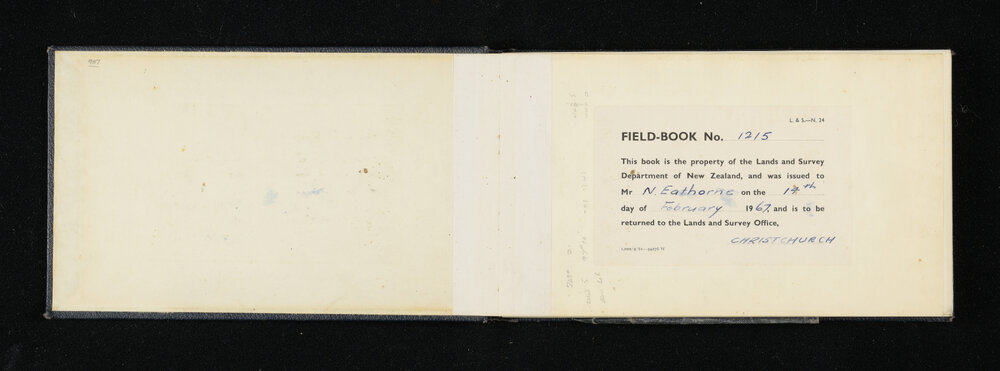 L. & S.—N. 24
FIELD-BOOK No. 1215
This book is the property of the Lands and Survey
Department of New Zealand, and was issued to
Mr N. Eathorne on the
day of February 1967, and is to be
returned to the Lands and Survey Office,
CHRISTCHURCH